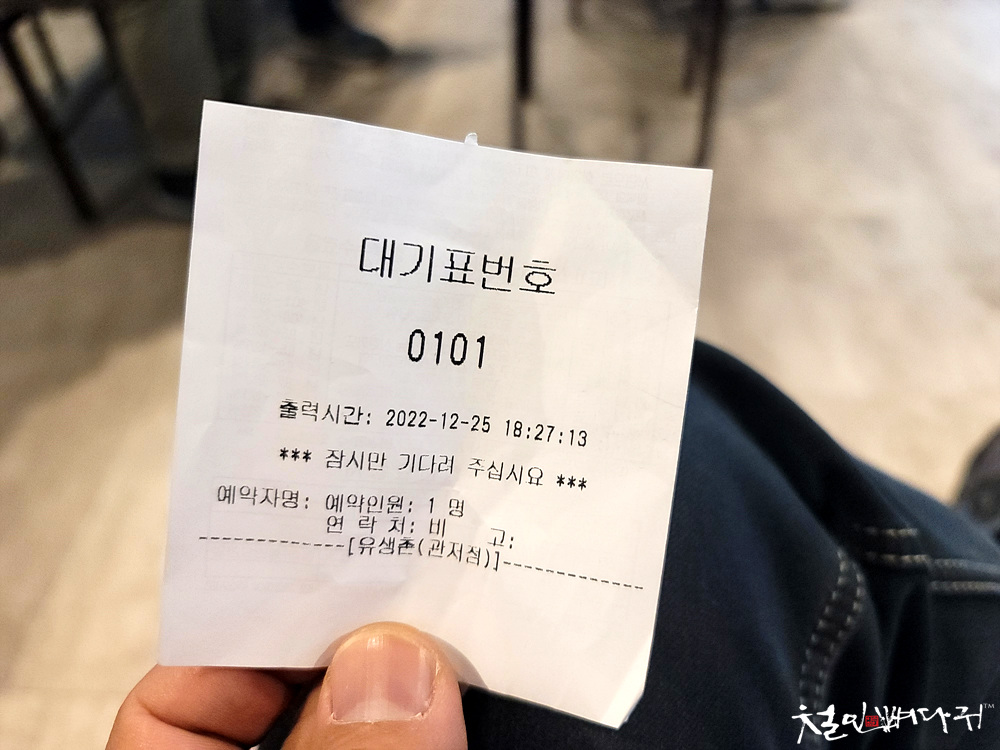 대기표번호
0101
출력시간: 2022-12-25 18:27:13
*** 잠시만 기다려 주십시요 ***
예약자명: 예약인원: 1 명
연 락 처: 비 고:
------------[유생촌(관저점)]------------